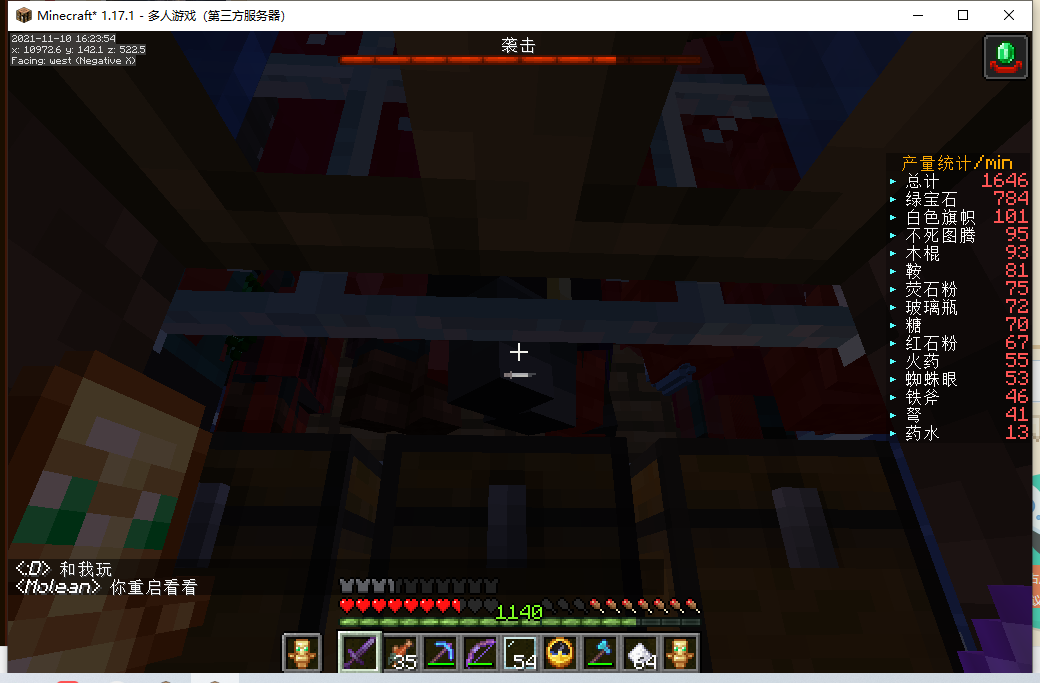 Minecraft* 1.17.1 - 多人游戏（第三方服务器）
2021-11-10 16:23:54
x: 10972.6 y: 142.1 z: 522.5
Facing: west (Negative X)
袭击
产量统计/min
总计 1646
绿宝石 784
白色旗帜 101
不死图腾 95
木棍 93
鞍 81
荧石粉 75
玻璃瓶 72
糖 70
红石粉 67
火药 55
蜘蛛眼 53
铁斧 46
弩 41
药水 13
<:D> 和我玩
<Molean> 你重启看看
1140
35 54 64